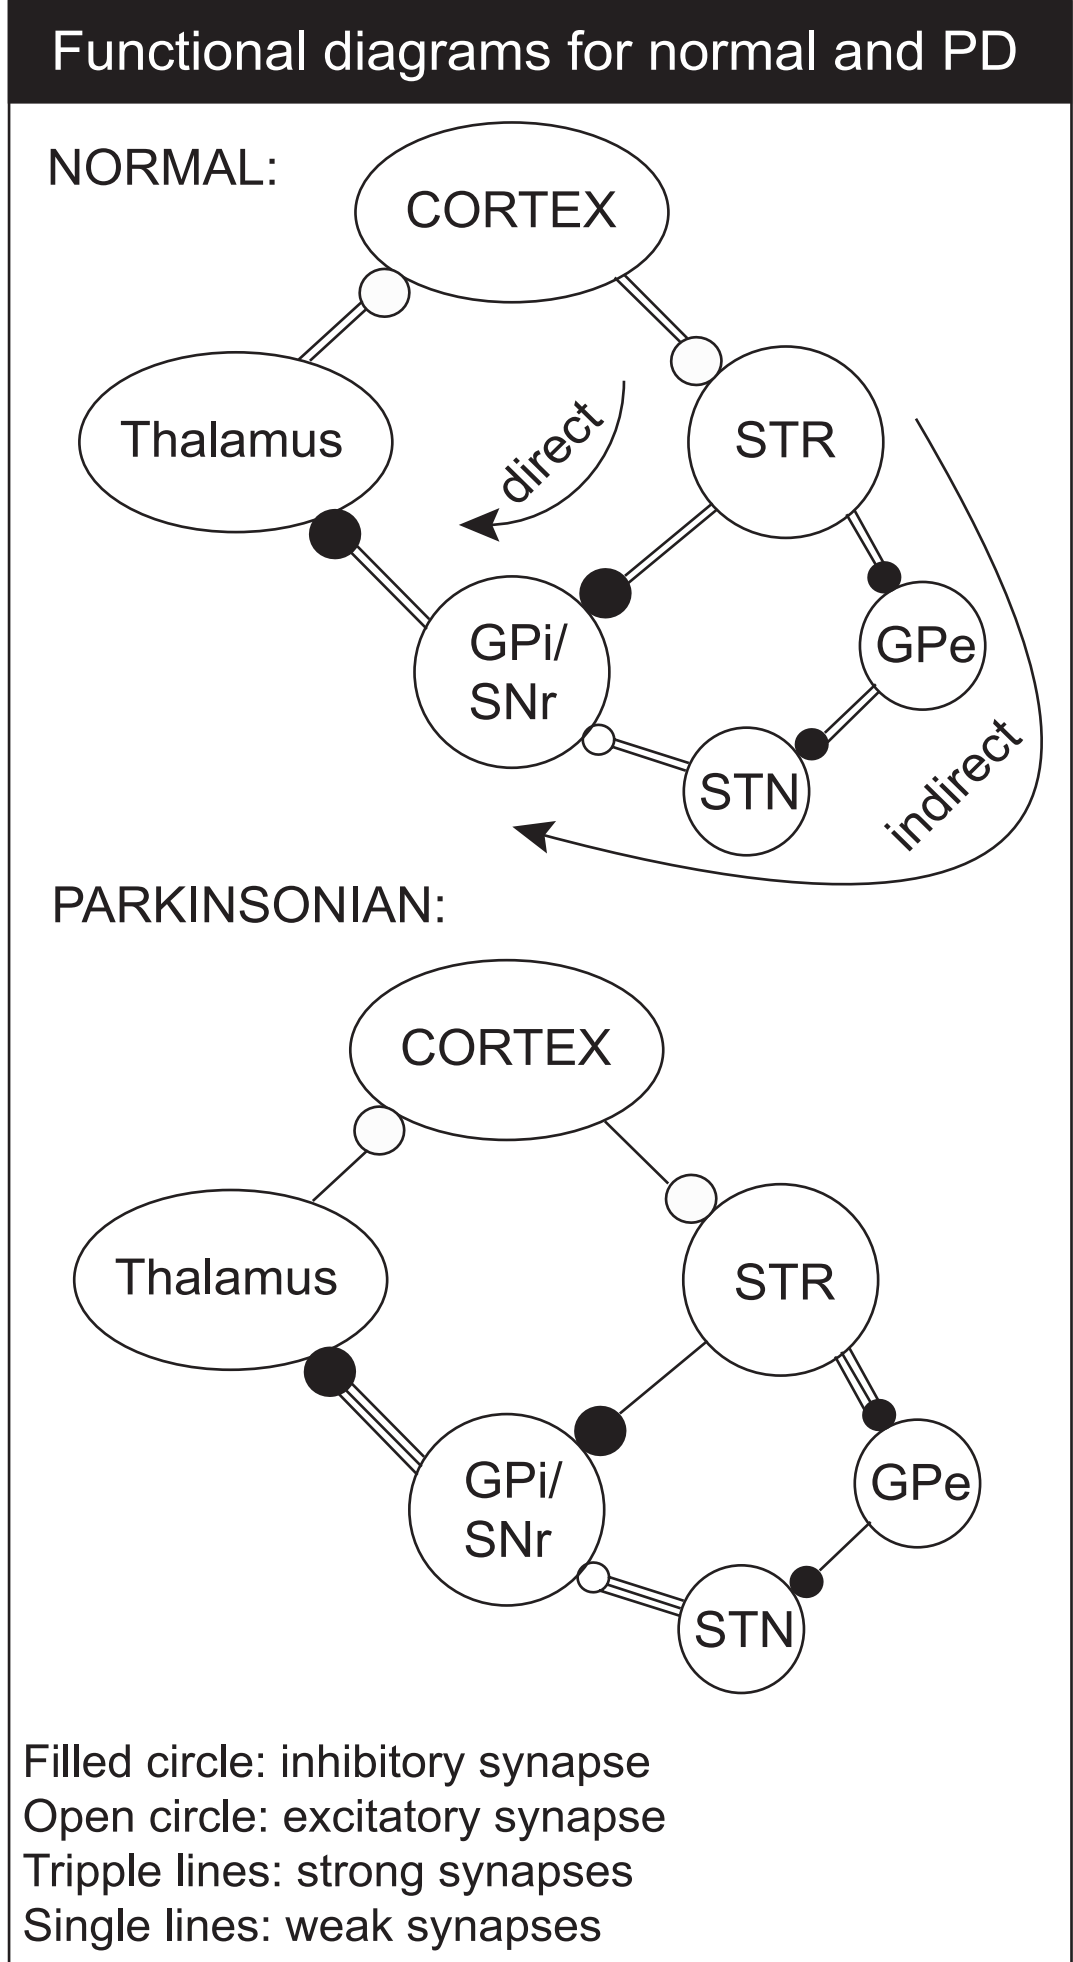 Functional diagrams for normal and PD
NORMAL:
CORTEX
Thalamus
direct
STR
GPi/
SNr
GPe
STN
indirect
PARKINSONIAN:
CORTEX
Thalamus
STR
GPi/
SNr
GPe
STN
Filled circle: inhibitory synapse
Open circle: excitatory synapse
Tripple lines: strong synapses
Single lines: weak synapses